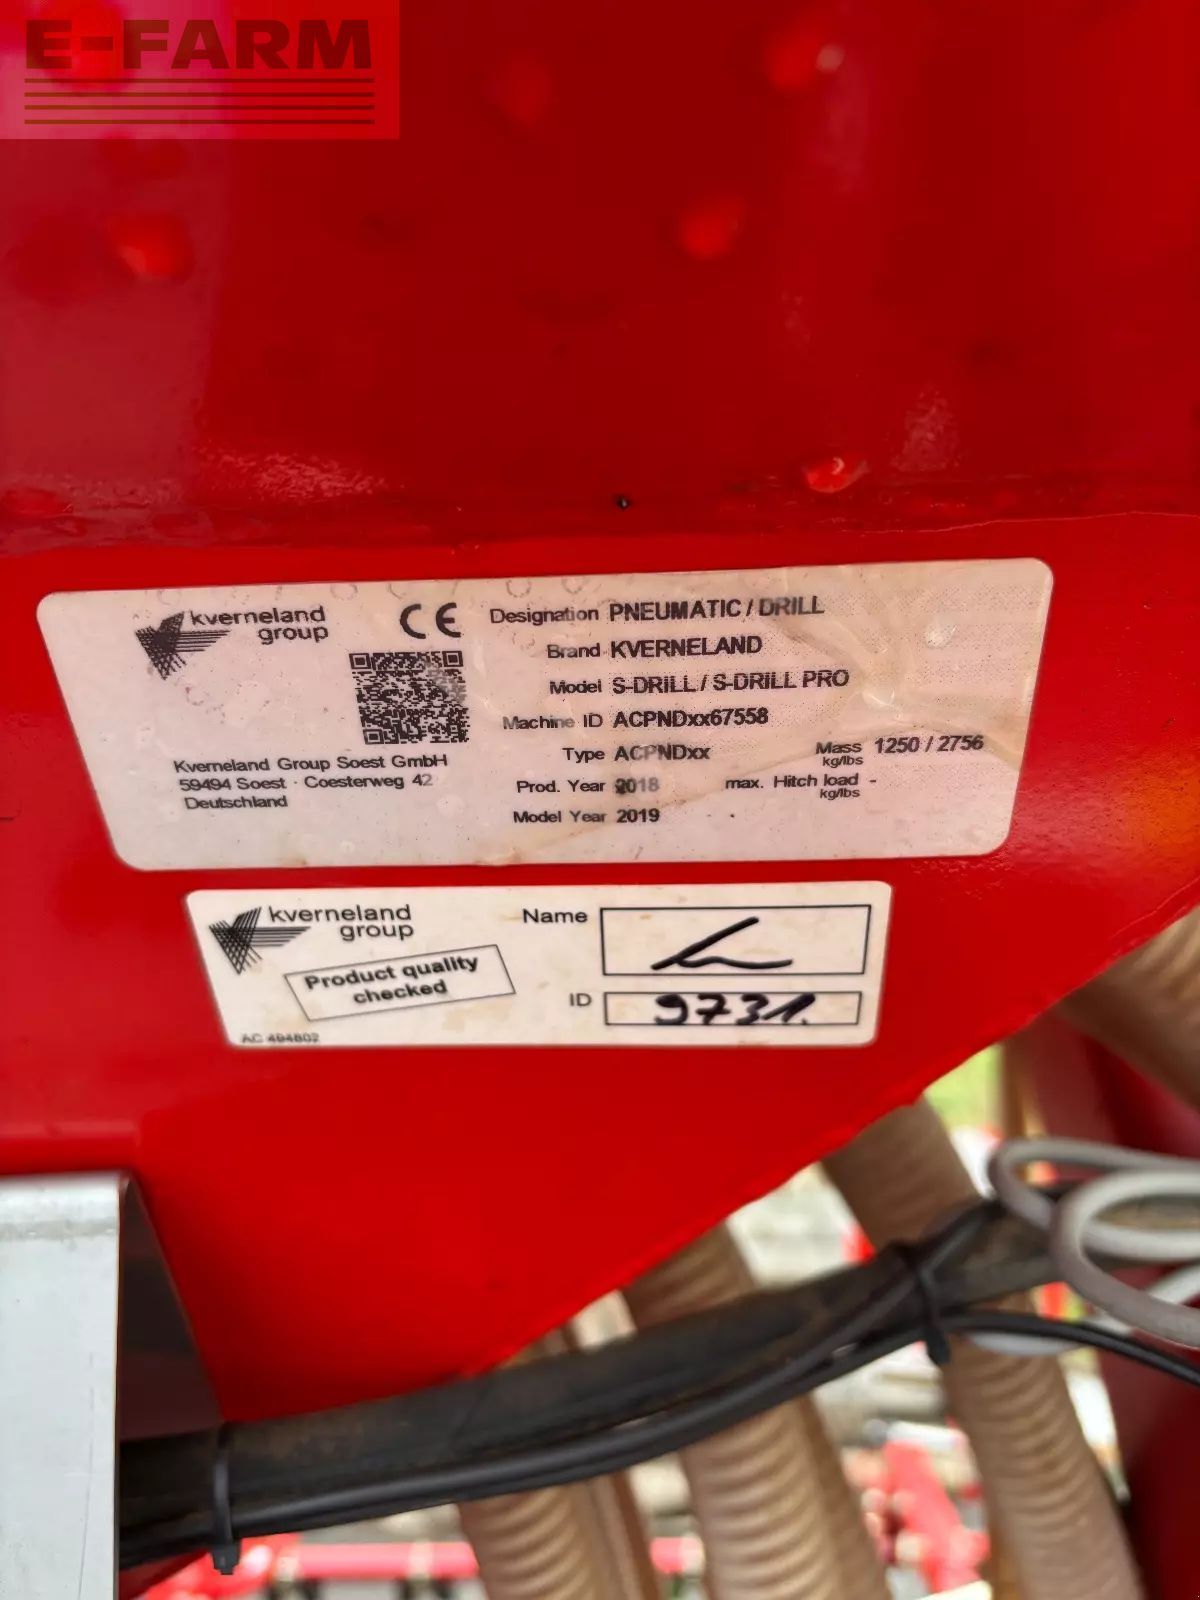 E-FARM
kverneland
group
CE
Kverneland Group Soest GmbH
59494 Soest · Coesterweg 42
Deutschland
Designation PNEUMATIC / DRILL
Brand KVERNELAND
Model S-DRILL / S-DRILL PRO
Machine ID ACPNDxx67558
Type ACPNDxx
Mass kg/lbs 1250 / 2756
Prod. Year 2018
max. Hitch load kg/lbs -
Model Year 2019
kverneland
group
Product quality
checked
AC 494802
Name
ID 9731.